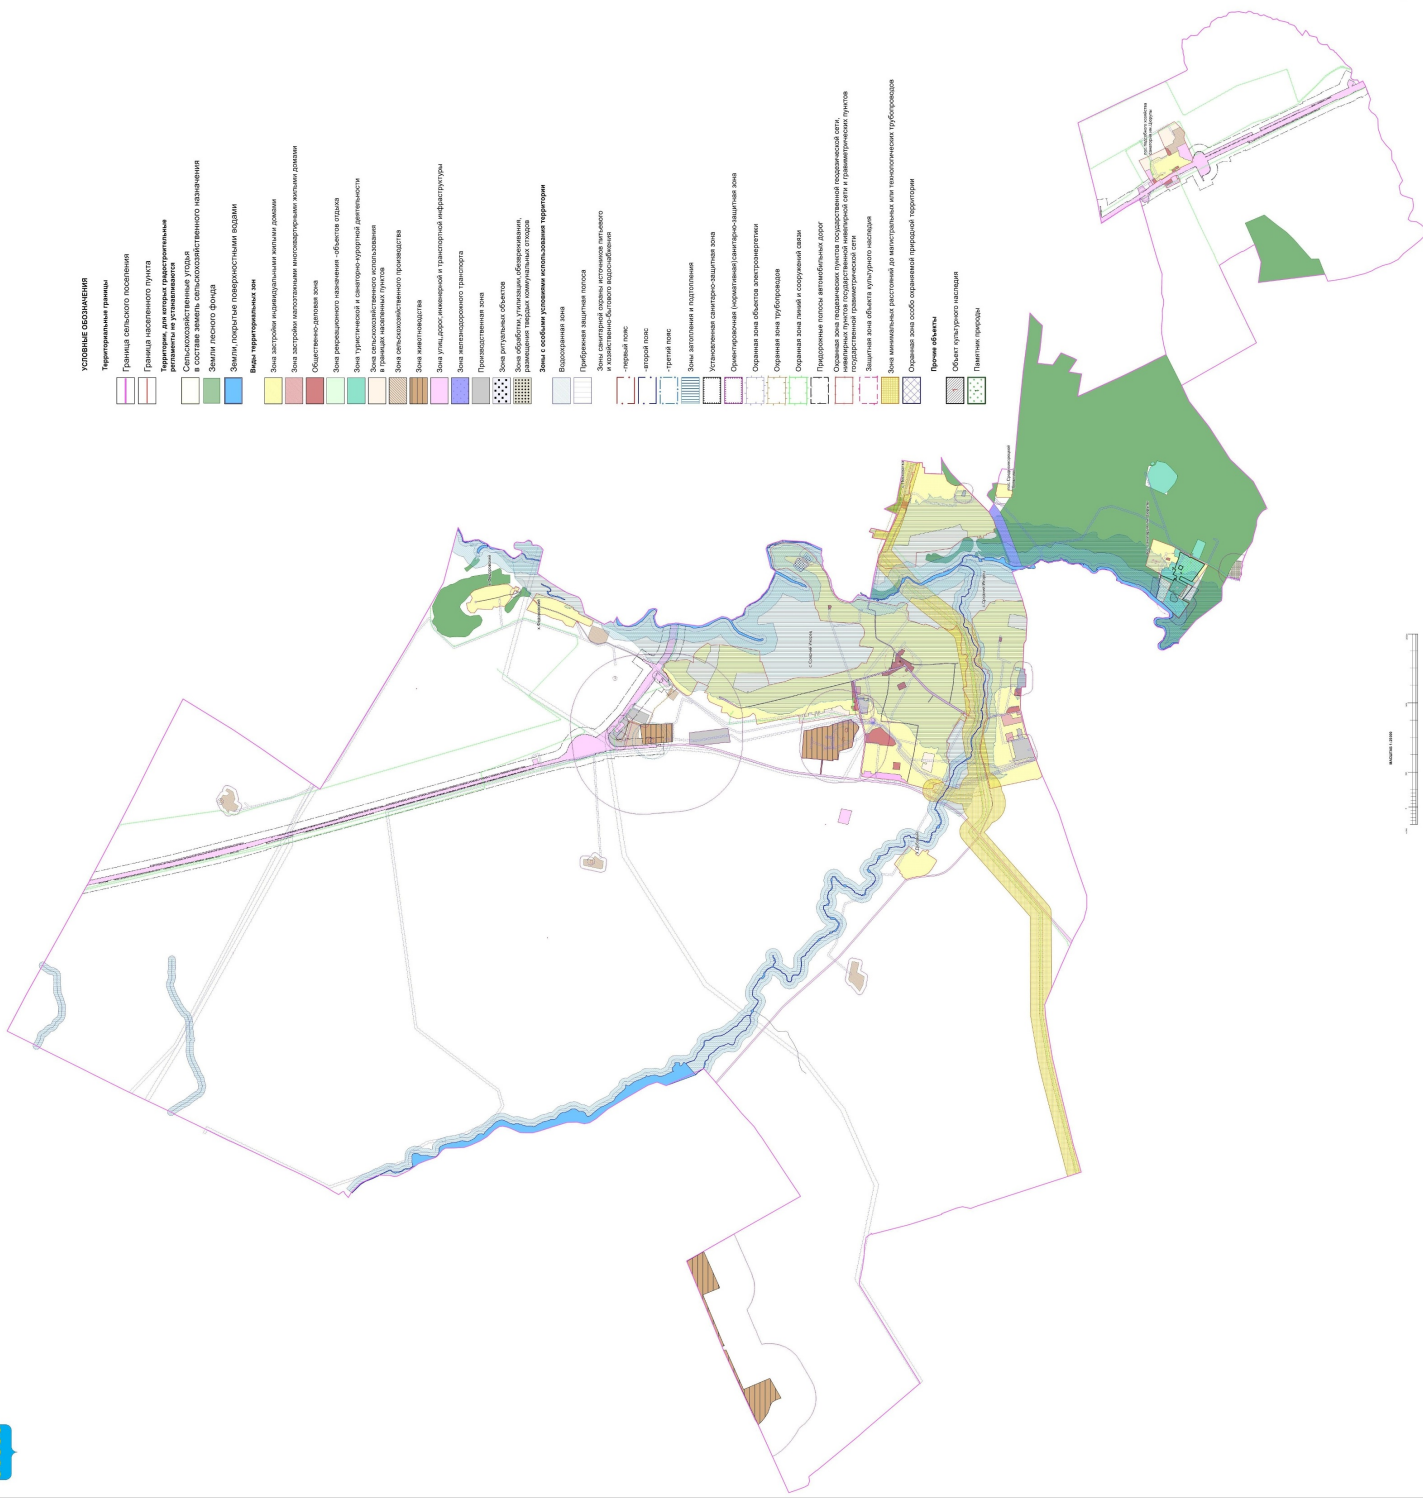 УСЛОВНЫЕ ОБОЗНАЧЕНИЯ
Территориальные границы
Граница сельского поселения
Граница населенного пункта
Территории, для которых градостроительные
регламенты не устанавливаются
Сельскохозяйственные угодья
в составе земель сельскохозяйственного назначения
Земли лесного фонда
Земли, покрытые поверхностными водами
Виды территориальных зон
Зона застройки индивидуальными жилыми домами
Зона застройки малоэтажными многоквартирными жилыми домами
Общественно-деловая зона
Зона рекреационного назначения -объектов отдыха
Зона туристической и санаторно-курортной деятельности
Зона сельскохозяйственного использования
в границах населенных пунктов
Зона сельскохозяйственного производства
Зона животноводства
Зона улиц,дорог,инженерной и транспортной инфраструктуры
Зона железнодорожного транспорта
Производственная зона
Зона ритуальных объектов
Зона обработки, утилизации,обезвреживания,
размещения твердых коммунальных отходов
Зоны с особыми условиями использования территории
Водоохранная зона
Прибрежная защитная полоса
Зоны санитарной охраны источников питьевого
и хозяйственно-бытового водоснабжения
-первый пояс
-второй пояс
-третий пояс
Зоны затопления и подтопления
Установленная санитарно-защитная зона
Ориентировочная (нормативная)санитарно-защитная зона
Охранная зона объектов электроэнергетики
Охранная зона трубопроводов
Охранная зона линий и сооружений связи
Придорожные полосы автомобильных дорог
Охранная зона геодезических пунктов государственной геодезической сети,
нивелирных пунктов государственной нивелирной сети и гравиметрических пунктов
государственной гравиметрической сети
Защитная зона объекта культурного наследия
Зона минимальных расстояний до магистральных или технологических трубопроводов
Охранная зона особо охраняемой природной территории
Прочие объекты
Объект культурного наследия
Памятник природы